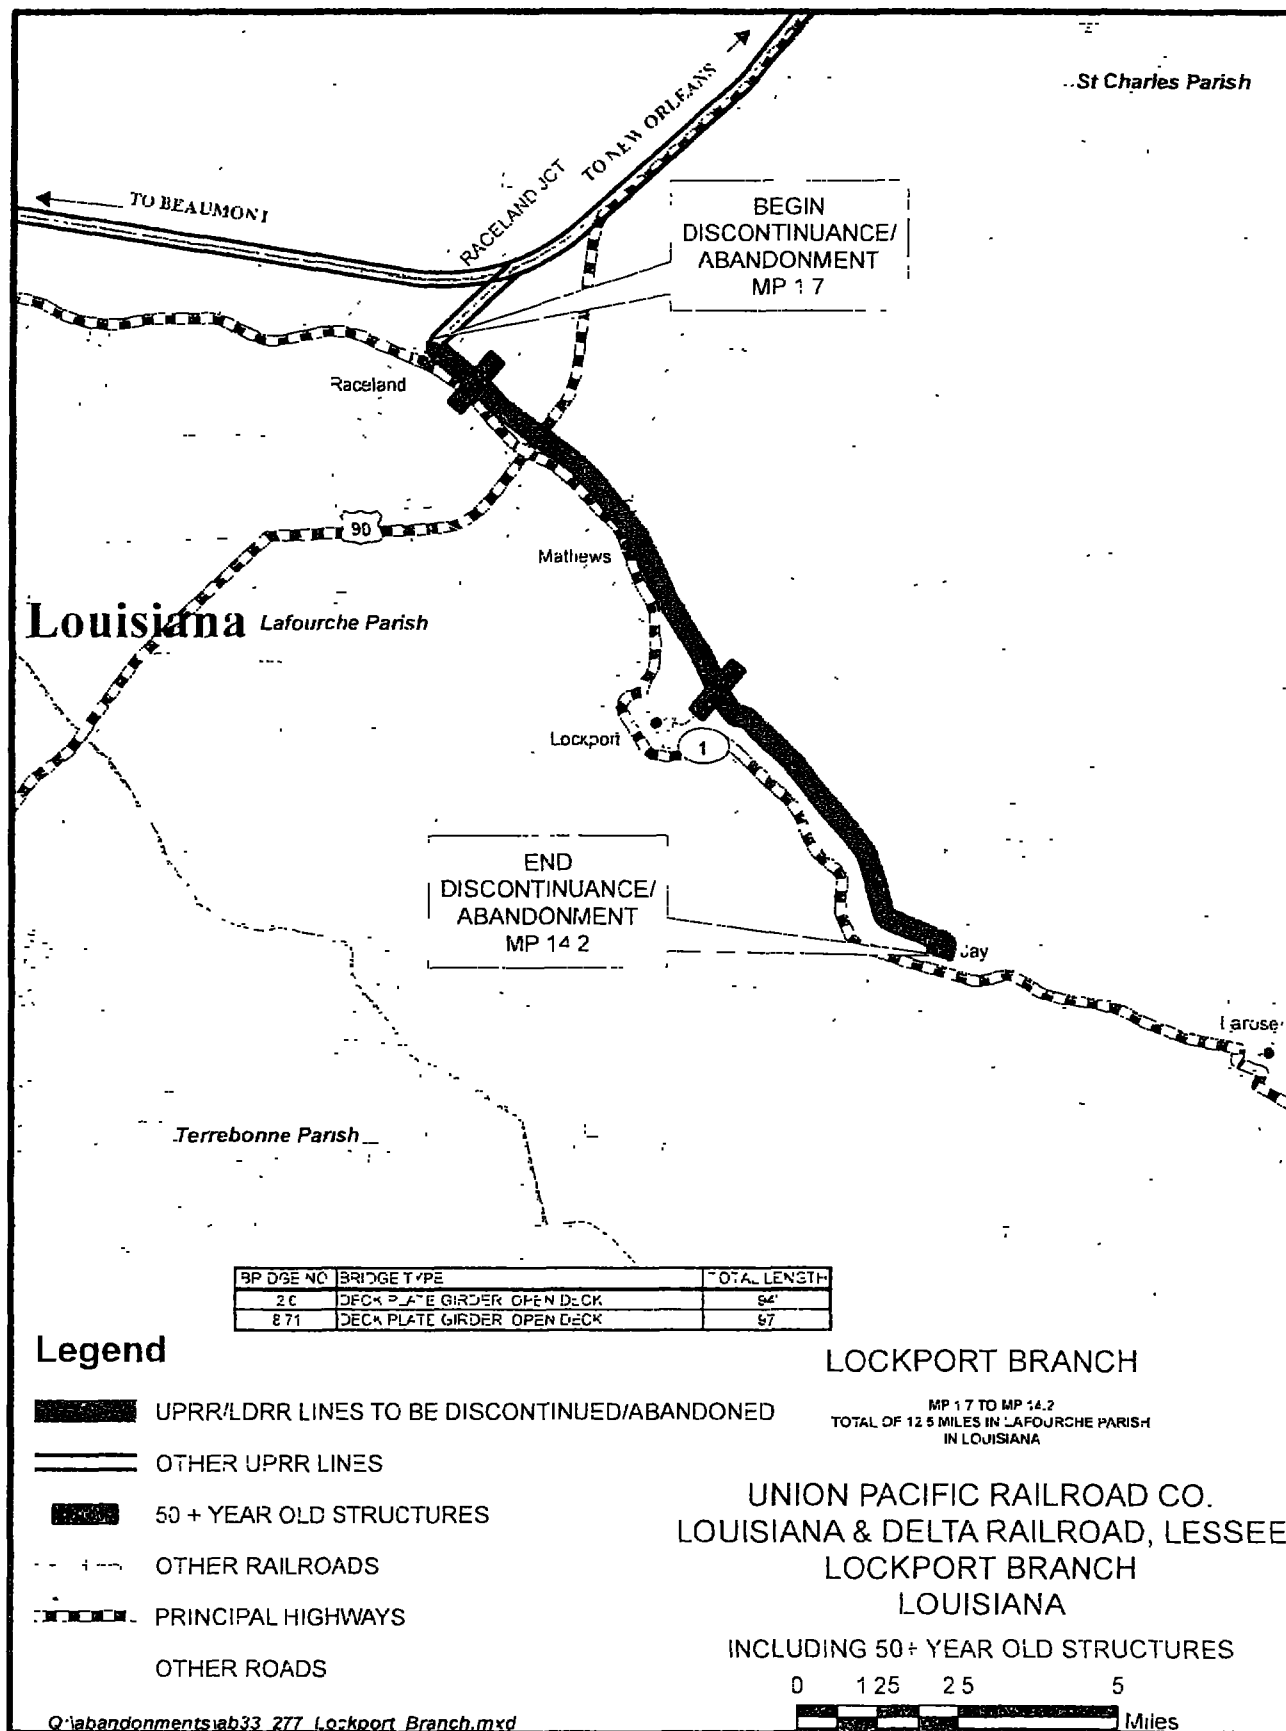 St Charles Parish
TO NEW ORLEANS
RACELAND JCT
TO BEAUMONT
BEGIN
DISCONTINUANCE/
ABANDONMENT
MP 1 7
Raceland
90
Mathews
Louisiana
Lafourche Parish
Lockport
1
END
DISCONTINUANCE/
ABANDONMENT
MP 14 2
Jay
Larose
Terrebonne Parish
BRIDGE NO BRIDGE TYPE TOTAL LENGTH
DECK PLATE GIRDER OPEN DECK 94'
8 71 DECK PLATE GIRDER OPEN DECK 97
Legend
UPRR/LDRR LINES TO BE DISCONTINUED/ABANDONED
OTHER UPRR LINES
50 + YEAR OLD STRUCTURES
OTHER RAILROADS
PRINCIPAL HIGHWAYS
OTHER ROADS
LOCKPORT BRANCH
MP 1 7 TO MP 14.2
TOTAL OF 12 5 MILES IN LAFOURCHE PARISH
IN LOUISIANA
UNION PACIFIC RAILROAD CO.
LOUISIANA & DELTA RAILROAD, LESSEE
LOCKPORT BRANCH
LOUISIANA
INCLUDING 50+ YEAR OLD STRUCTURES
0 1 25 2 5 5
Miles
Q:\abandonments\ab33_277_Lockport_Branch.mxd